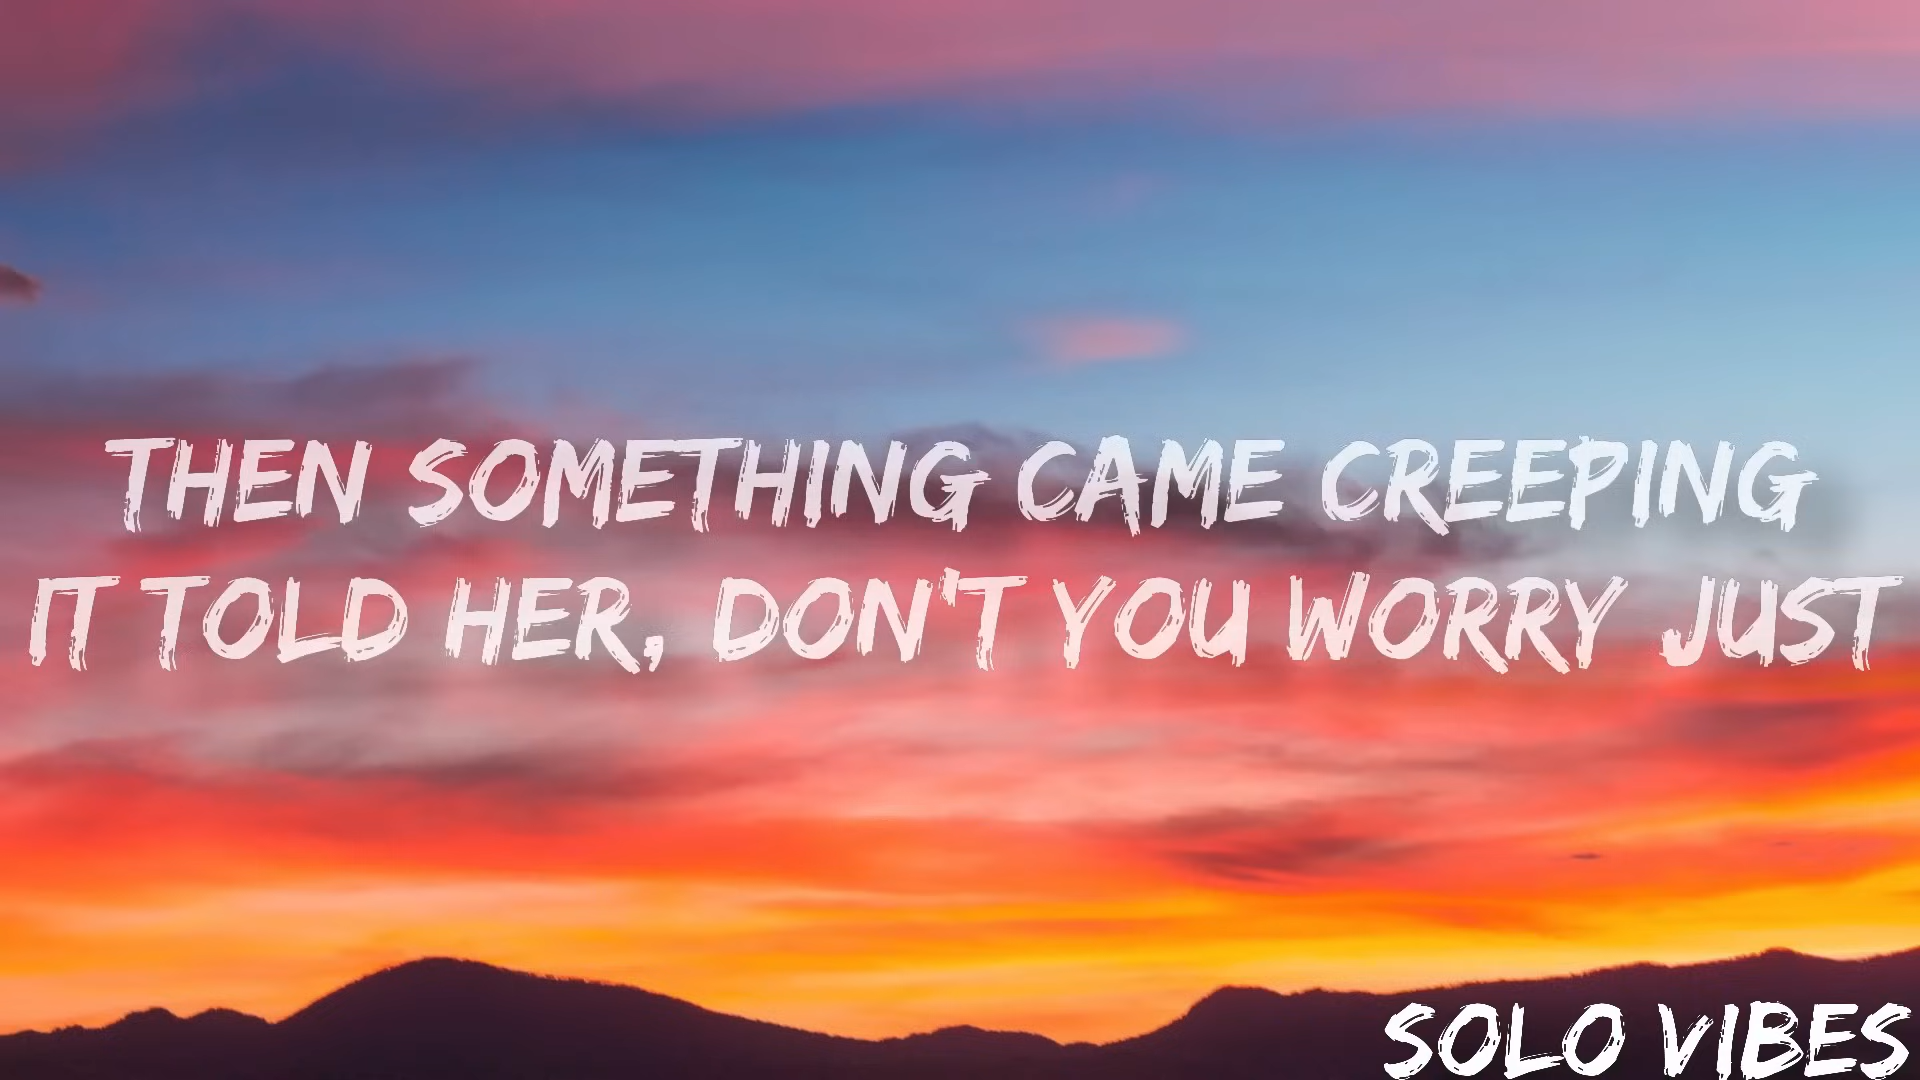 THEN SOMETHING CAME CREEPING
IT TOLD HER, DON'T YOU WORRY JUST
SOLO VIBES